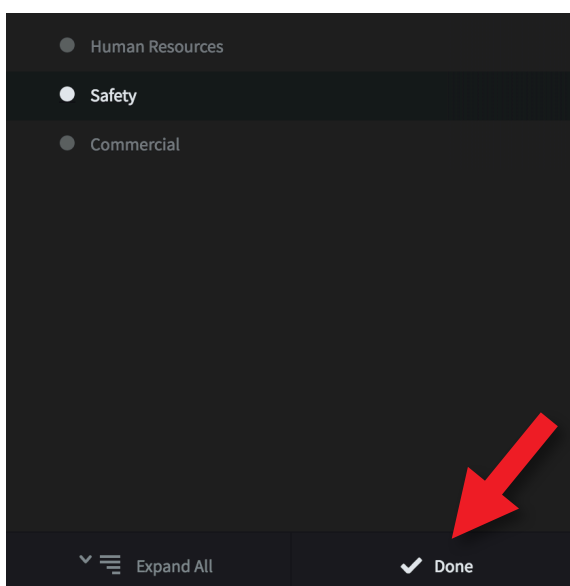 Human Resources
Safety
Commercial
Expand All
Done